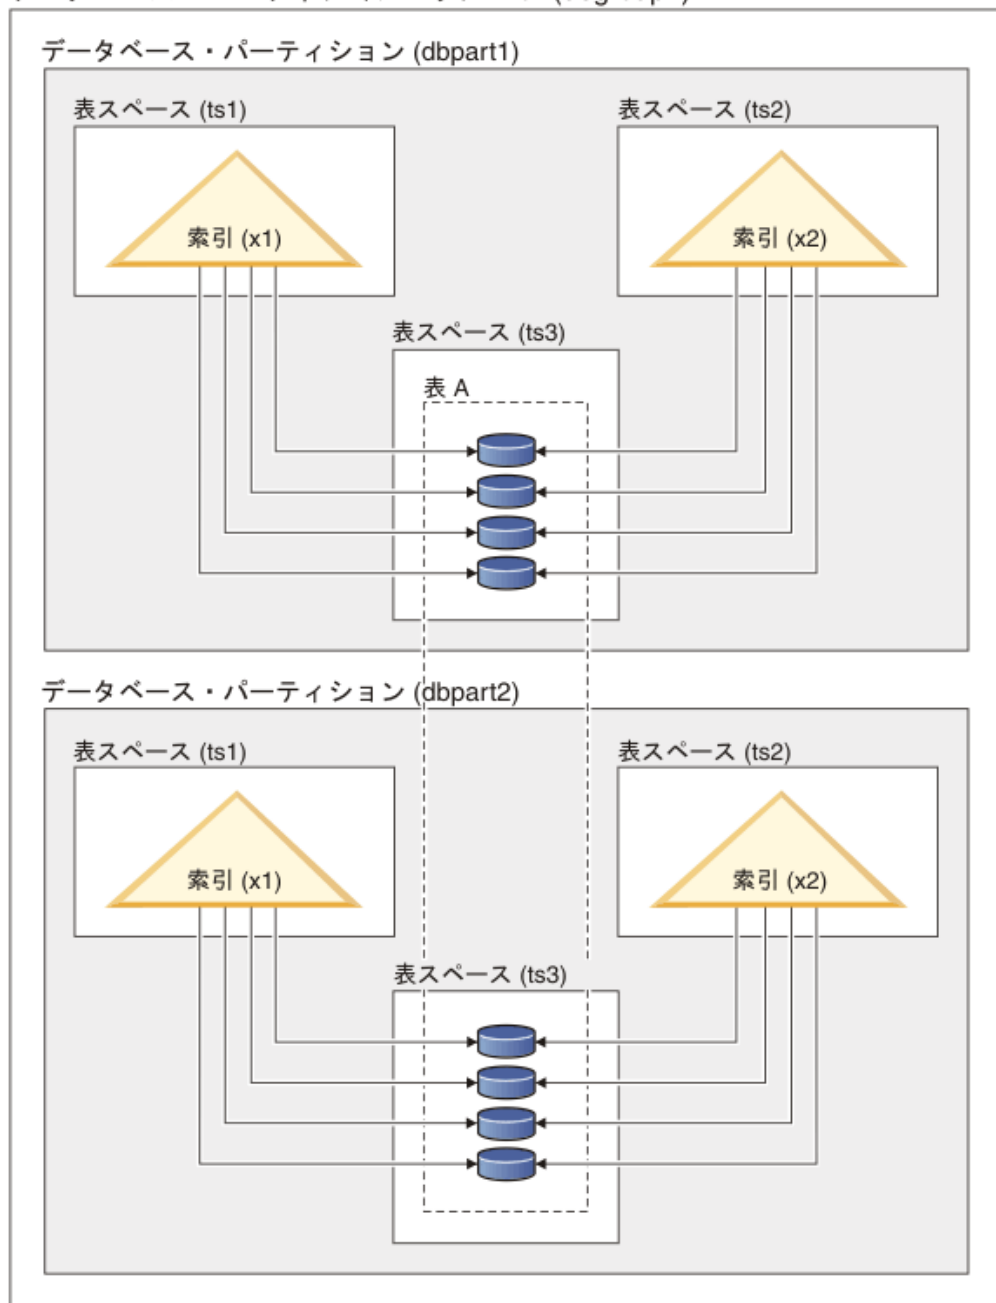 データベース・パーティション (dbpart1)
表スペース (ts1)
表スペース (ts2)
索引 (x1)
索引 (x2)
表スペース (ts3)
表 A
データベース・パーティション (dbpart2)
表スペース (ts1)
表スペース (ts2)
索引 (x1)
索引 (x2)
表スペース (ts3)